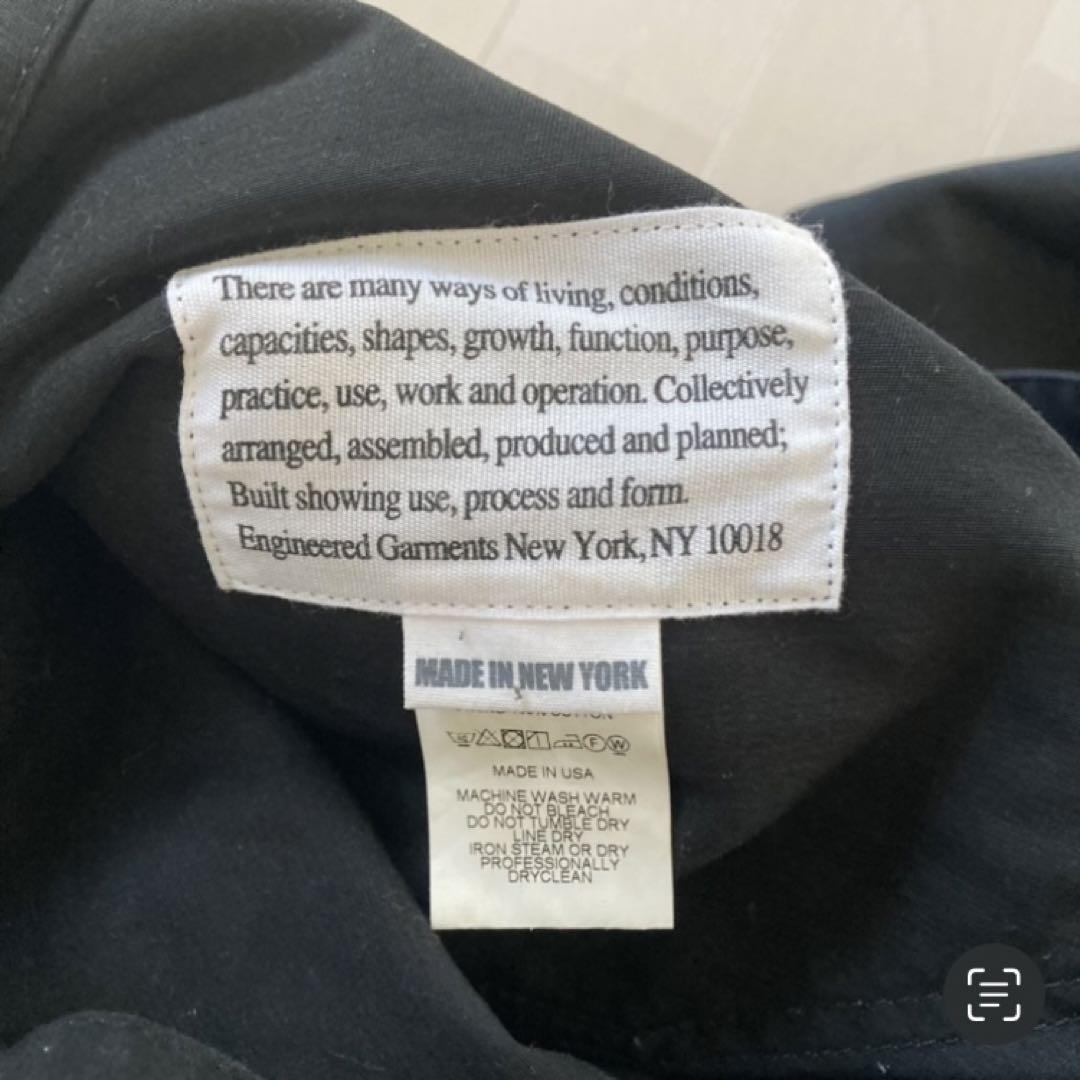 There are many ways of living, conditions,
capacities, shapes, growth, function, purpose,
practice, use, work and operation. Collectively
arranged, assembled, produced and planned;
Built showing use, process and form.
Engineered Garments New York, NY 10018
MADE IN NEW YORK
COTTON
F W
MADE IN USA
MACHINE WASH WARM
DO NOT BLEACH
DO NOT TUMBLE DRY
LINE DRY
IRON STEAM OR DRY
PROFESSIONALLY
DRYCLEAN